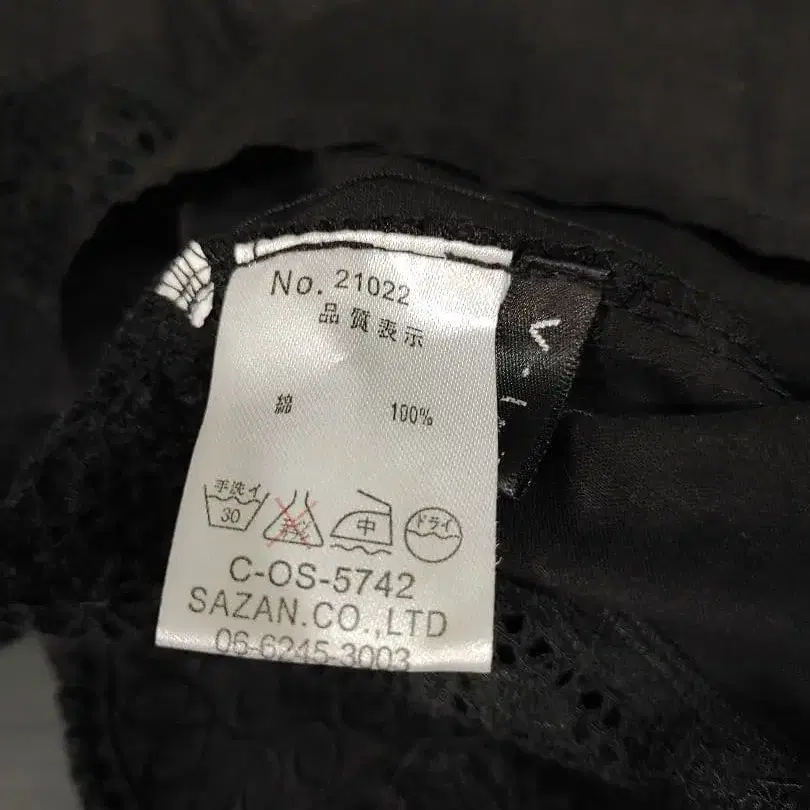 No. 21022
品質表示
綿 100%
手洗イ 30 中 ドライ
C-OS-5742
SAZAN.CO.,LTD
06-6245-3003